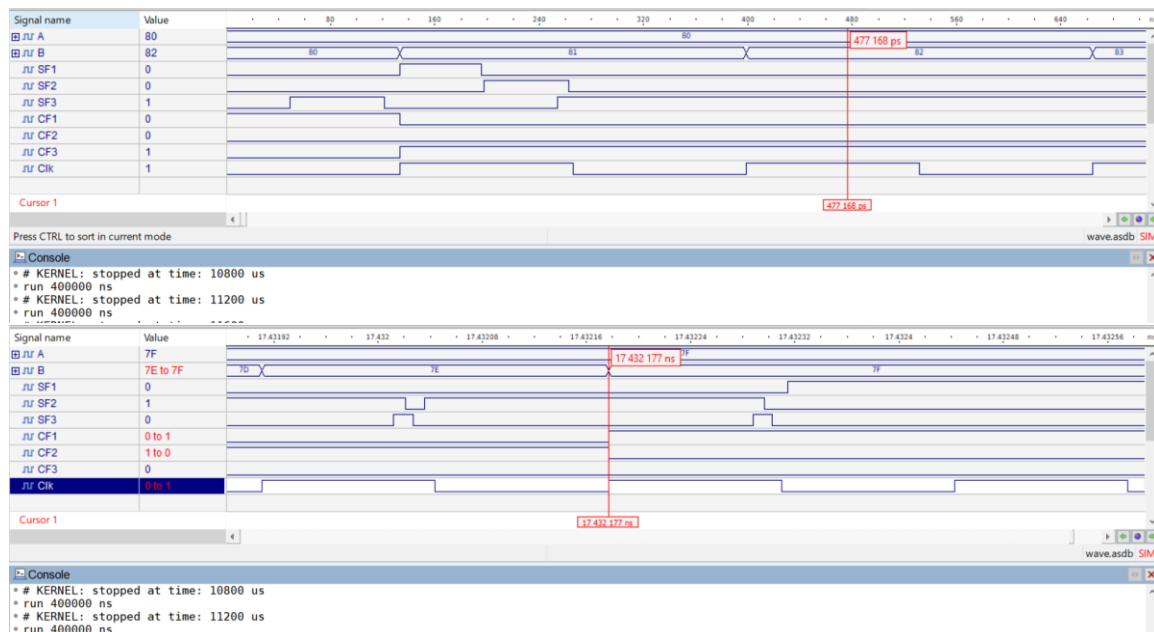 Signal name Value 80 160 240 320 400 480 560 640
A 80 80 477 168 ps
B 82 80 81 82 83
SF1 0
SF2 0
SF3 1
CF1 0
CF2 0
CF3 1
Clk 1
Cursor 1 477 168 ps
Press CTRL to sort in current mode wave.asdb SIM
Console
# KERNEL: stopped at time: 10800 us
run 400000 ns
# KERNEL: stopped at time: 11200 us
run 400000 ns
Signal name Value 17.43192 17.432 17.43208 17.43216 17.43224 17.43232 17.4324 17.43248 17.43256
A 7F 17 432 177 ns 7F
B 7E to 7F 7D 7E 7F
SF1 0
SF2 1
SF3 0
CF1 0 to 1
CF2 1 to 0
CF3 0
Clk 0 to 1
Cursor 1 17 432 177 ns
wave.asdb SIM
Console
# KERNEL: stopped at time: 10800 us
run 400000 ns
# KERNEL: stopped at time: 11200 us
run 400000 ns